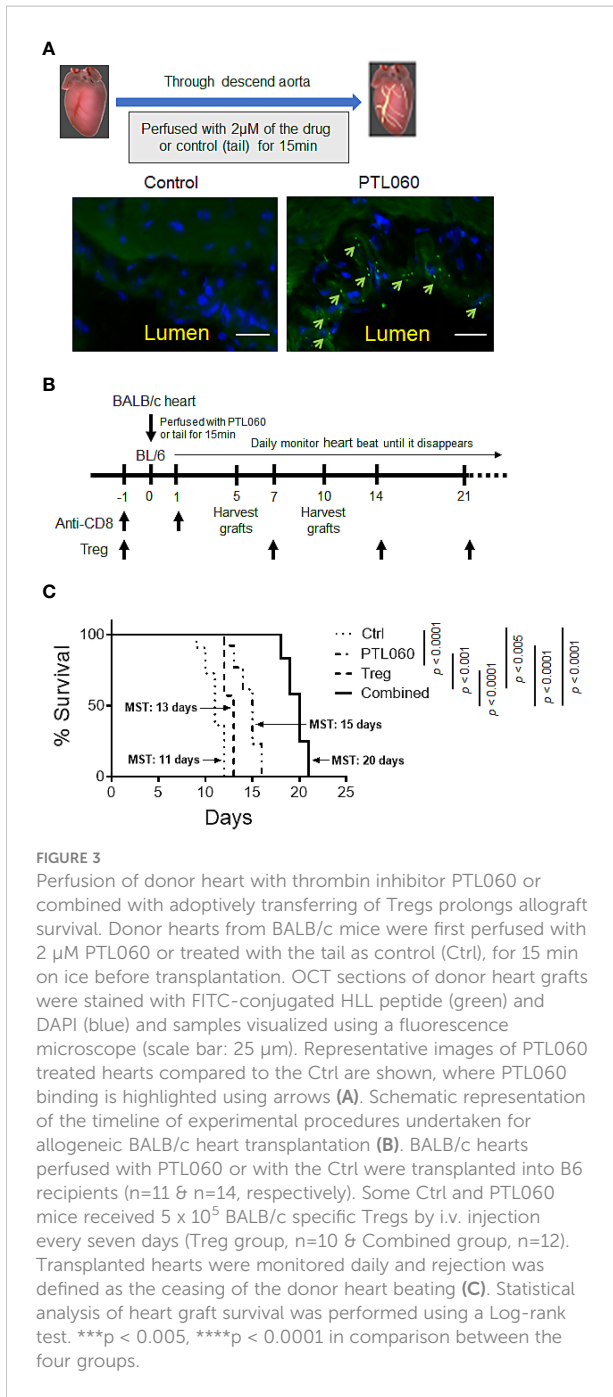 A
Through descend aorta
Perfused with 2µM of the drug
or control (tail) for 15min
Control
PTL060
Lumen
Lumen
B
BALB/c heart
Perfused with PTL060
or tail for 15min
Daily monitor heart beat until it disappears
BL/6
-1 0 1 5 7 10 14 21
Harvest grafts
Harvest grafts
Anti-CD8
Treg
C
% Survival
100
50
0
0 5 10 15 20 25
Days
MST: 13 days
MST: 15 days
MST: 11 days
MST: 20 days
Ctrl
PTL060
Treg
Combined
p < 0.0001
p < 0.001
p < 0.0001
p < 0.005
p < 0.0001
p < 0.0001
FIGURE 3
Perfusion of donor heart with thrombin inhibitor PTL060 or
combined with adoptively transferring of Tregs prolongs allograft
survival. Donor hearts from BALB/c mice were first perfused with
2 µM PTL060 or treated with the tail as control (Ctrl), for 15 min
on ice before transplantation. OCT sections of donor heart grafts
were stained with FITC-conjugated HLL peptide (green) and
DAPI (blue) and samples visualized using a fluorescence
microscope (scale bar: 25 µm). Representative images of PTL060
treated hearts compared to the Ctrl are shown, where PTL060
binding is highlighted using arrows (A). Schematic representation
of the timeline of experimental procedures undertaken for
allogeneic BALB/c heart transplantation (B). BALB/c hearts
perfused with PTL060 or with the Ctrl were transplanted into B6
recipients (n=11 & n=14, respectively). Some Ctrl and PTL060
mice received 5 x 10⁵ BALB/c specific Tregs by i.v. injection
every seven days (Treg group, n=10 & Combined group, n=12).
Transplanted hearts were monitored daily and rejection was
defined as the ceasing of the donor heart beating (C). Statistical
analysis of heart graft survival was performed using a Log-rank
test. ***p < 0.005, ****p < 0.0001 in comparison between the
four groups.